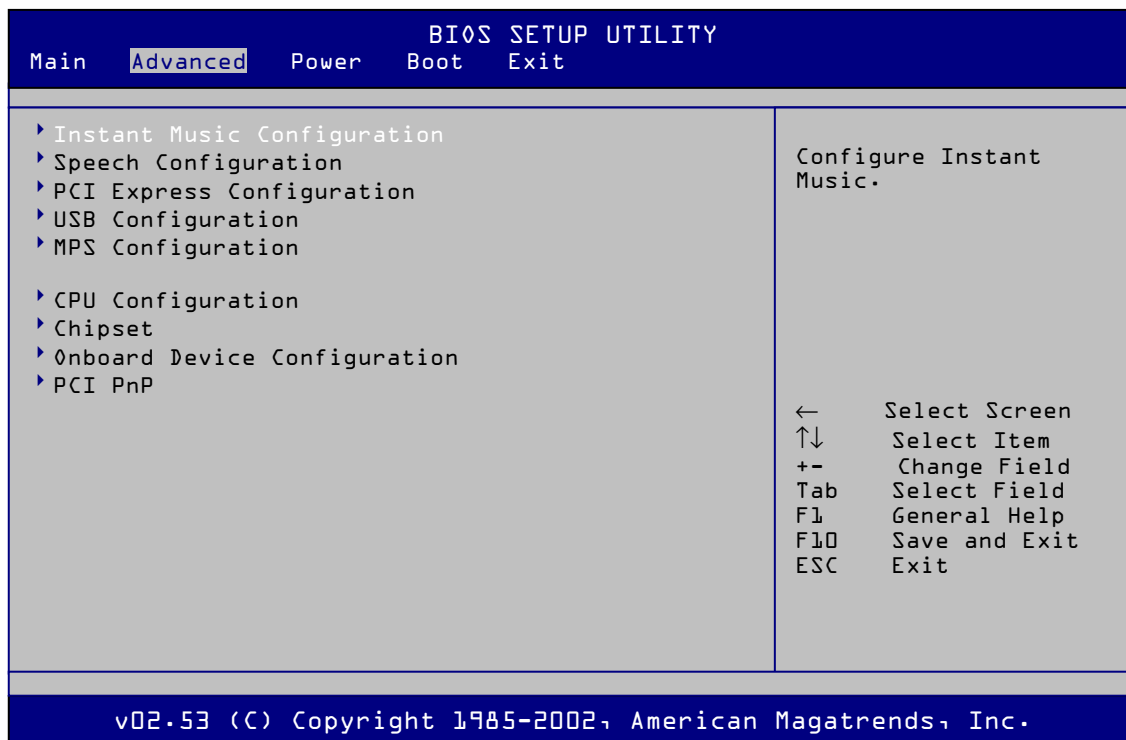 BIOS SETUP UTILITY
Main Advanced Power Boot Exit
Instant Music Configuration
Speech Configuration
PCI Express Configuration
USB Configuration
MPS Configuration
CPU Configuration
Chipset
Onboard Device Configuration
PCI PnP
Configure Instant
Music.
← Select Screen
↑↓ Select Item
+- Change Field
Tab Select Field
F1 General Help
F10 Save and Exit
ESC Exit
v02.53 (C) Copyright 1985-2002, American Magatrends, Inc.